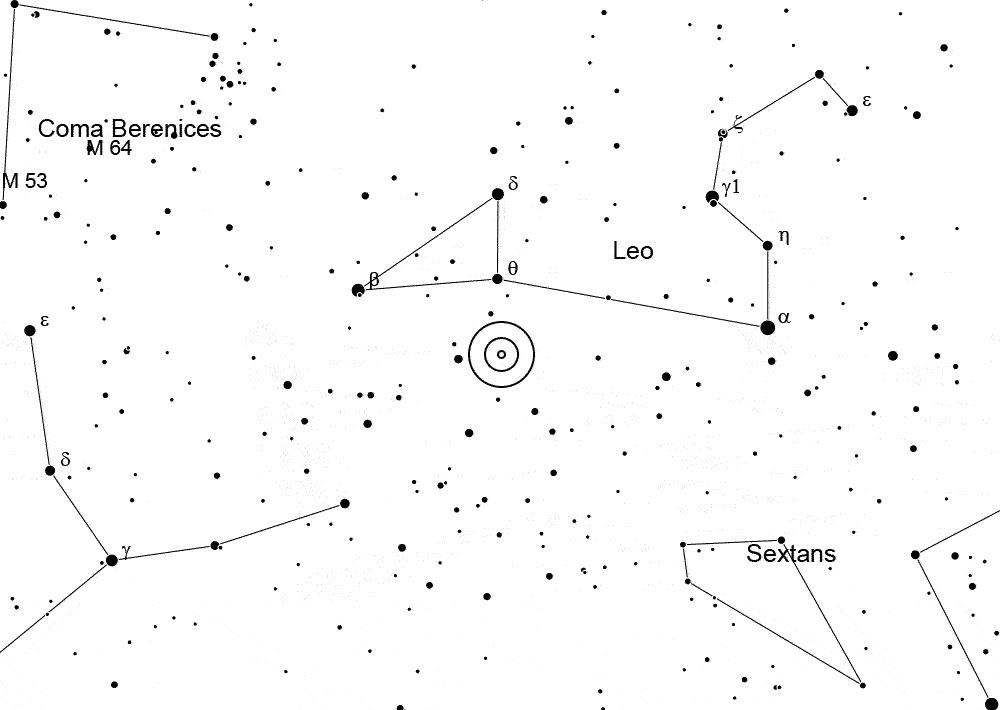 ε
ζ
Coma Berenices
M 64
M 53
δ
γ1
η
Leo
θ
β
α
ε
δ
γ
Sextans